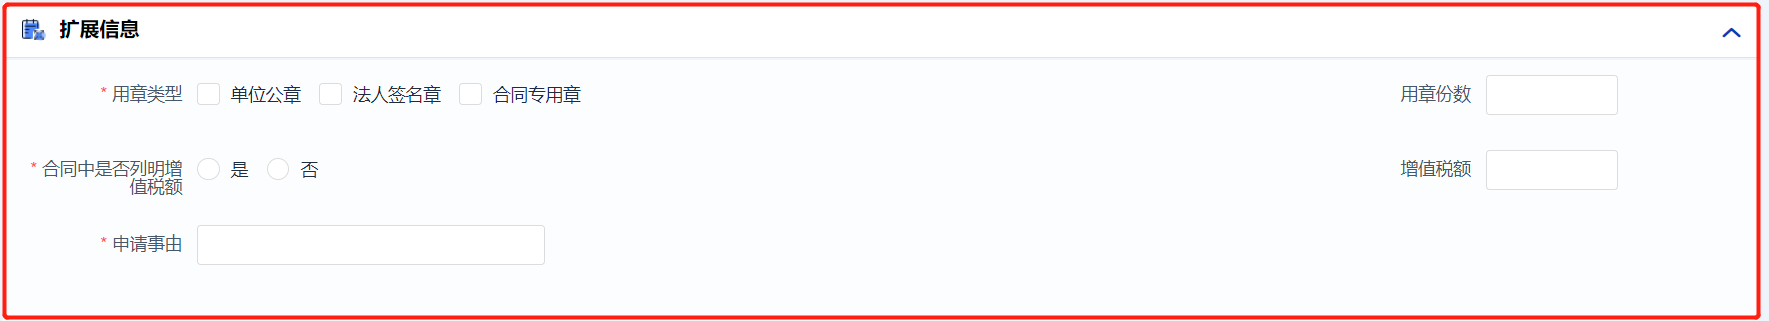 扩展信息
* 用章类型 单位公章 法人签名章 合同专用章 用章份数
* 合同中是否列明增值税额 是 否 增值税额
* 申请事由